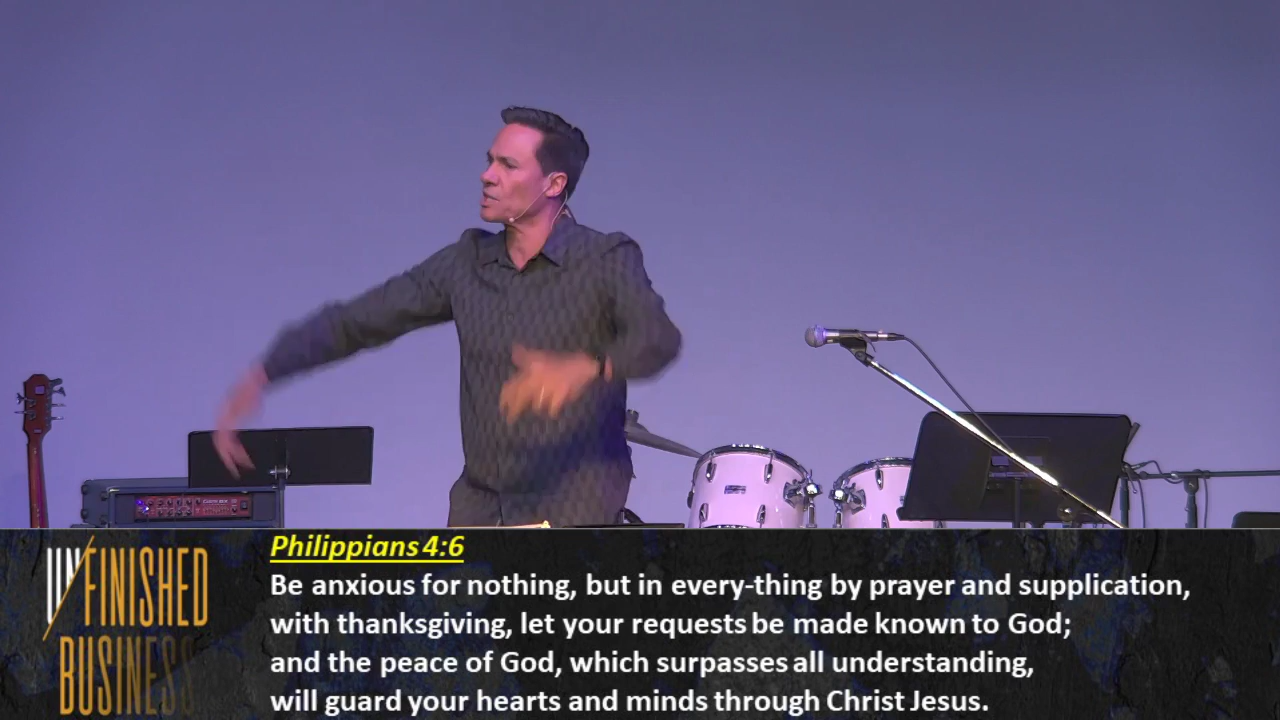 UNFINISHED
BUSINESS
Philippians 4:6
Be anxious for nothing, but in every-thing by prayer and supplication,
with thanksgiving, let your requests be made known to God;
and the peace of God, which surpasses all understanding,
will guard your hearts and minds through Christ Jesus.